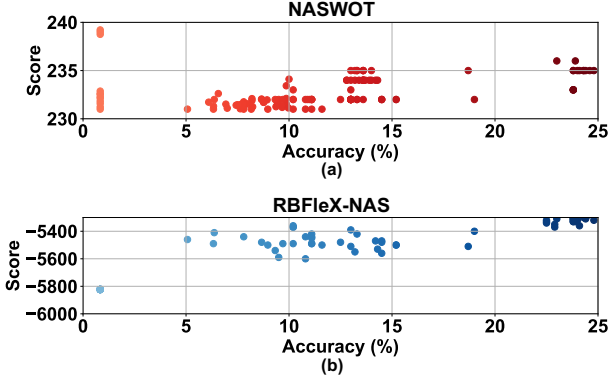 NASWOT
240
235
230
Score
0 5 10 15 20 25
Accuracy (%)
(a)
RBFleX-NAS
−5400
−5600
−5800
−6000
Score
0 5 10 15 20 25
Accuracy (%)
(b)